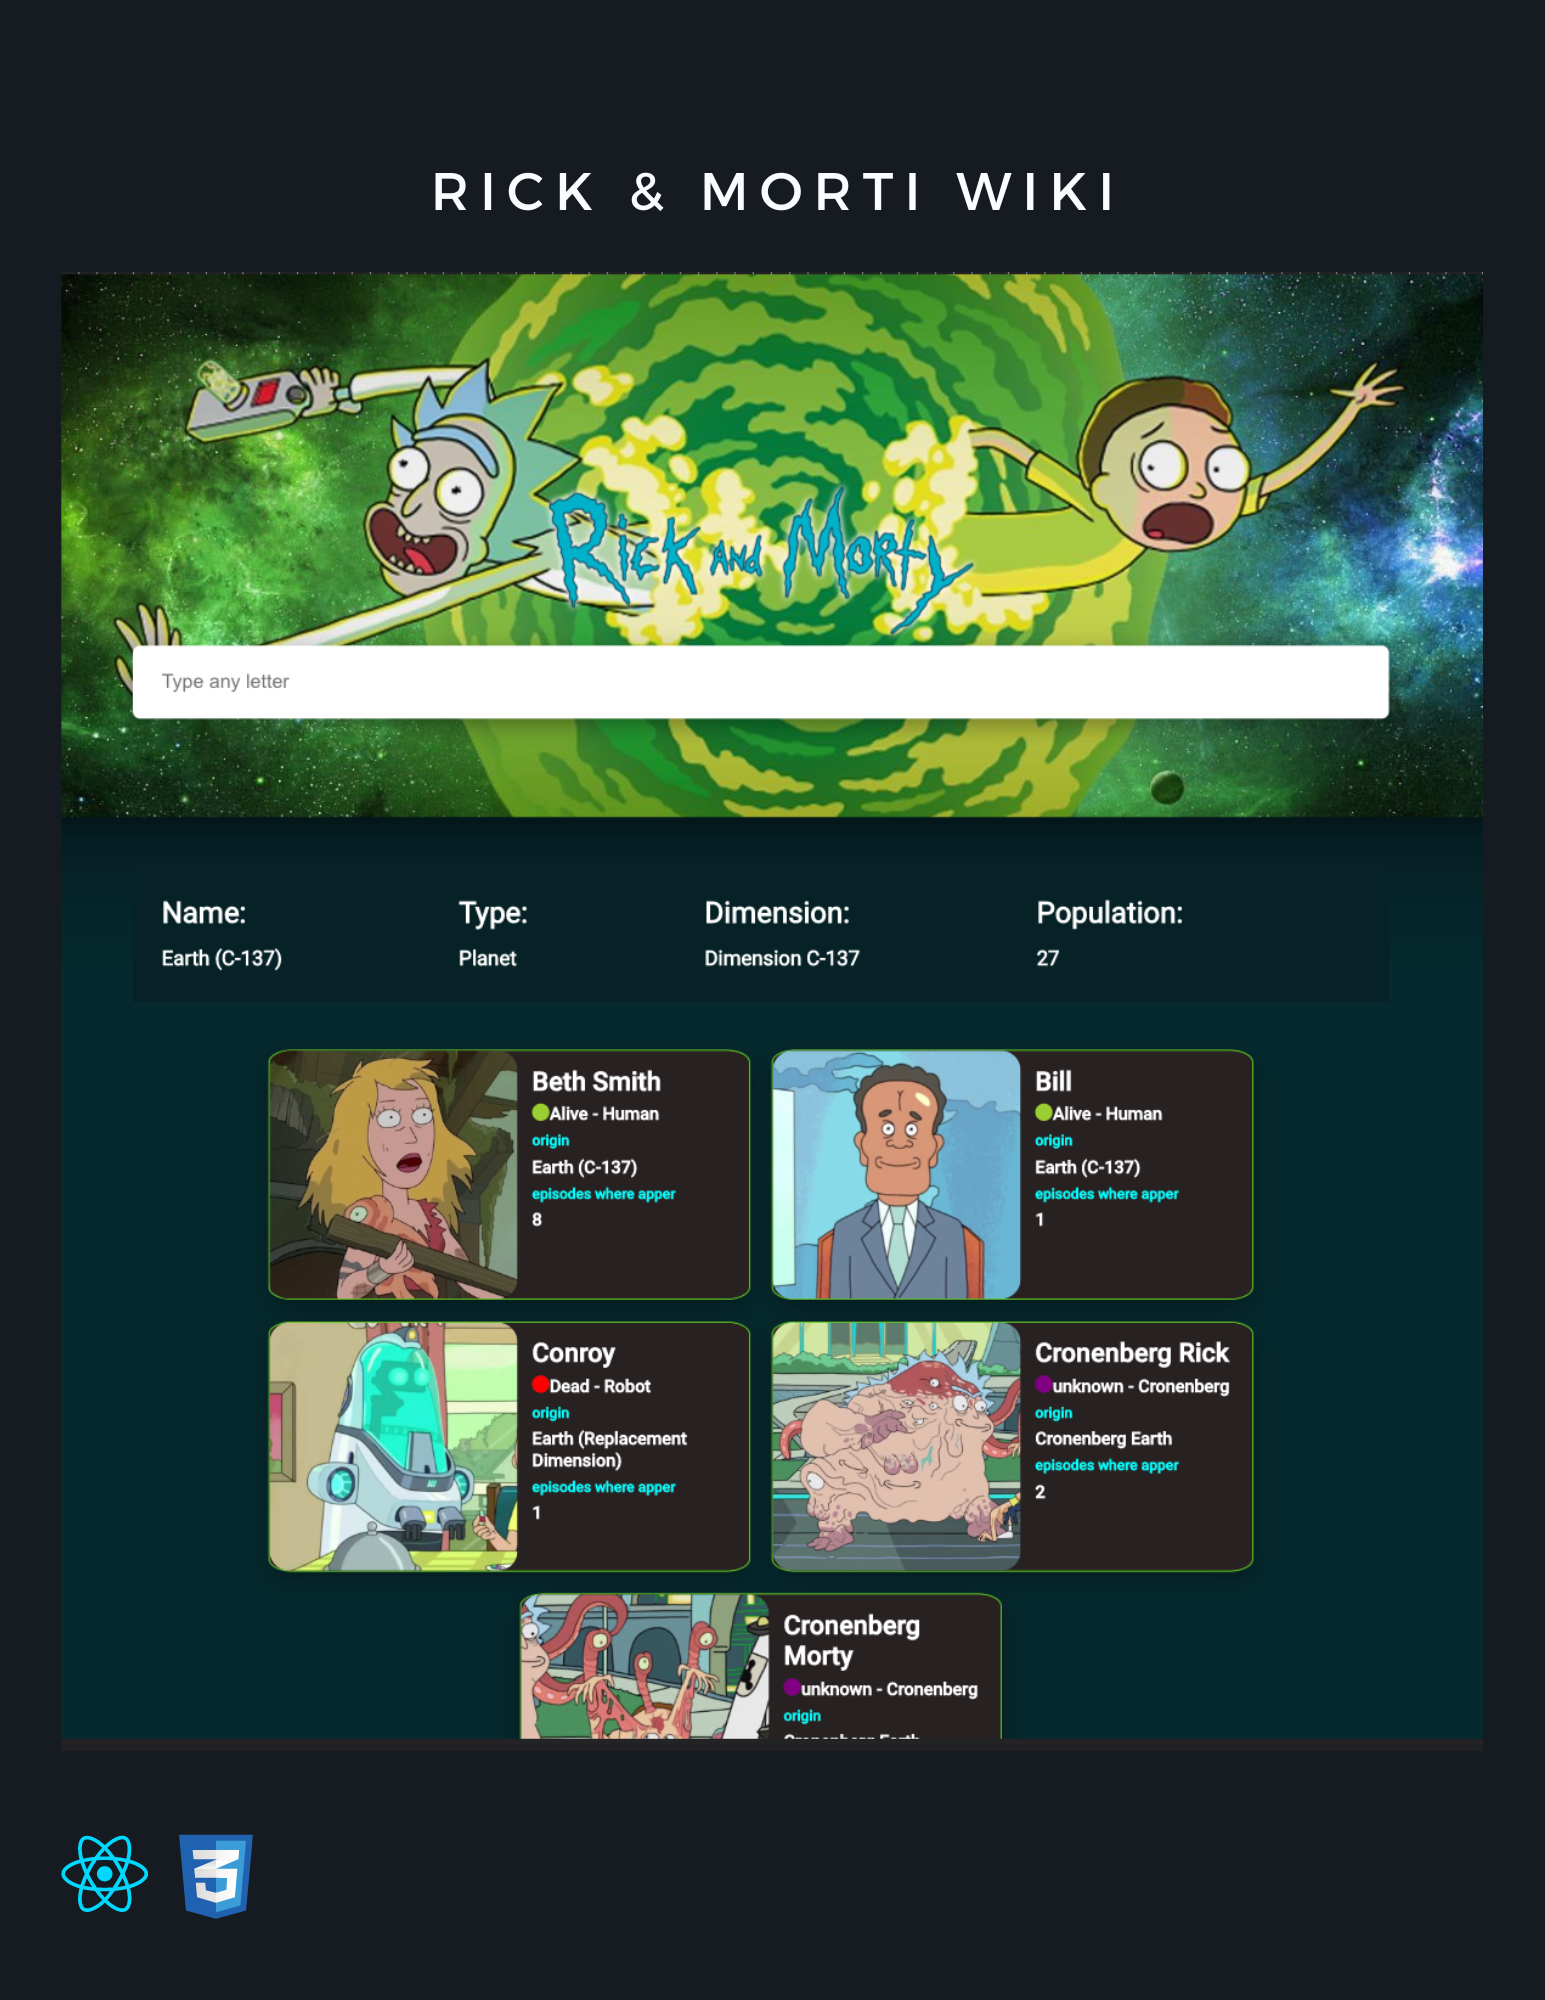 RICK & MORTI WIKI
Rick and Morty
Type any letter
Name:
Type:
Dimension:
Population:
Earth (C-137)
Planet
Dimension C-137
27
Beth Smith
Alive - Human
origin
Earth (C-137)
episodes where apper
8
Bill
Alive - Human
origin
Earth (C-137)
episodes where apper
1
Conroy
Dead - Robot
origin
Earth (Replacement
Dimension)
episodes where apper
1
Cronenberg Rick
unknown - Cronenberg
origin
Cronenberg Earth
episodes where apper
2
Cronenberg
Morty
unknown - Cronenberg
origin